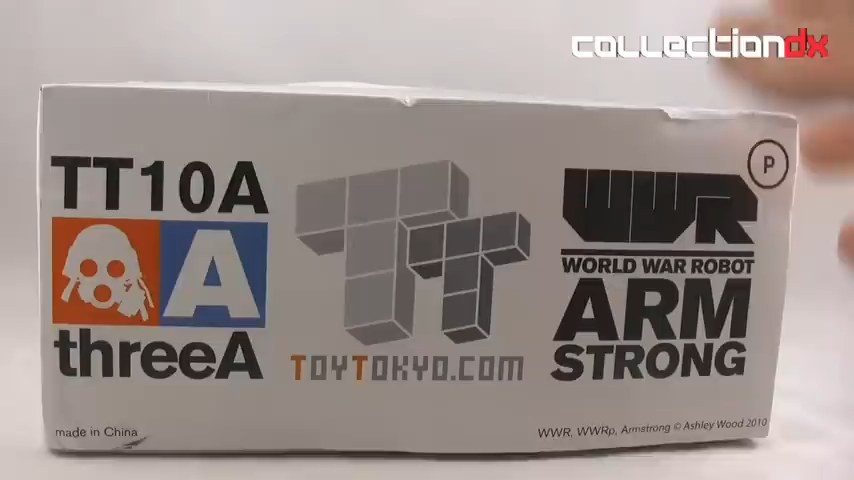 collectiondx
TT10A
A
threeA
made in China
TT
ToyTokyo.com
P
WWR
WORLD WAR ROBOT
ARM
STRONG
WWR, WWRp, Armstrong © Ashley Wood 2010